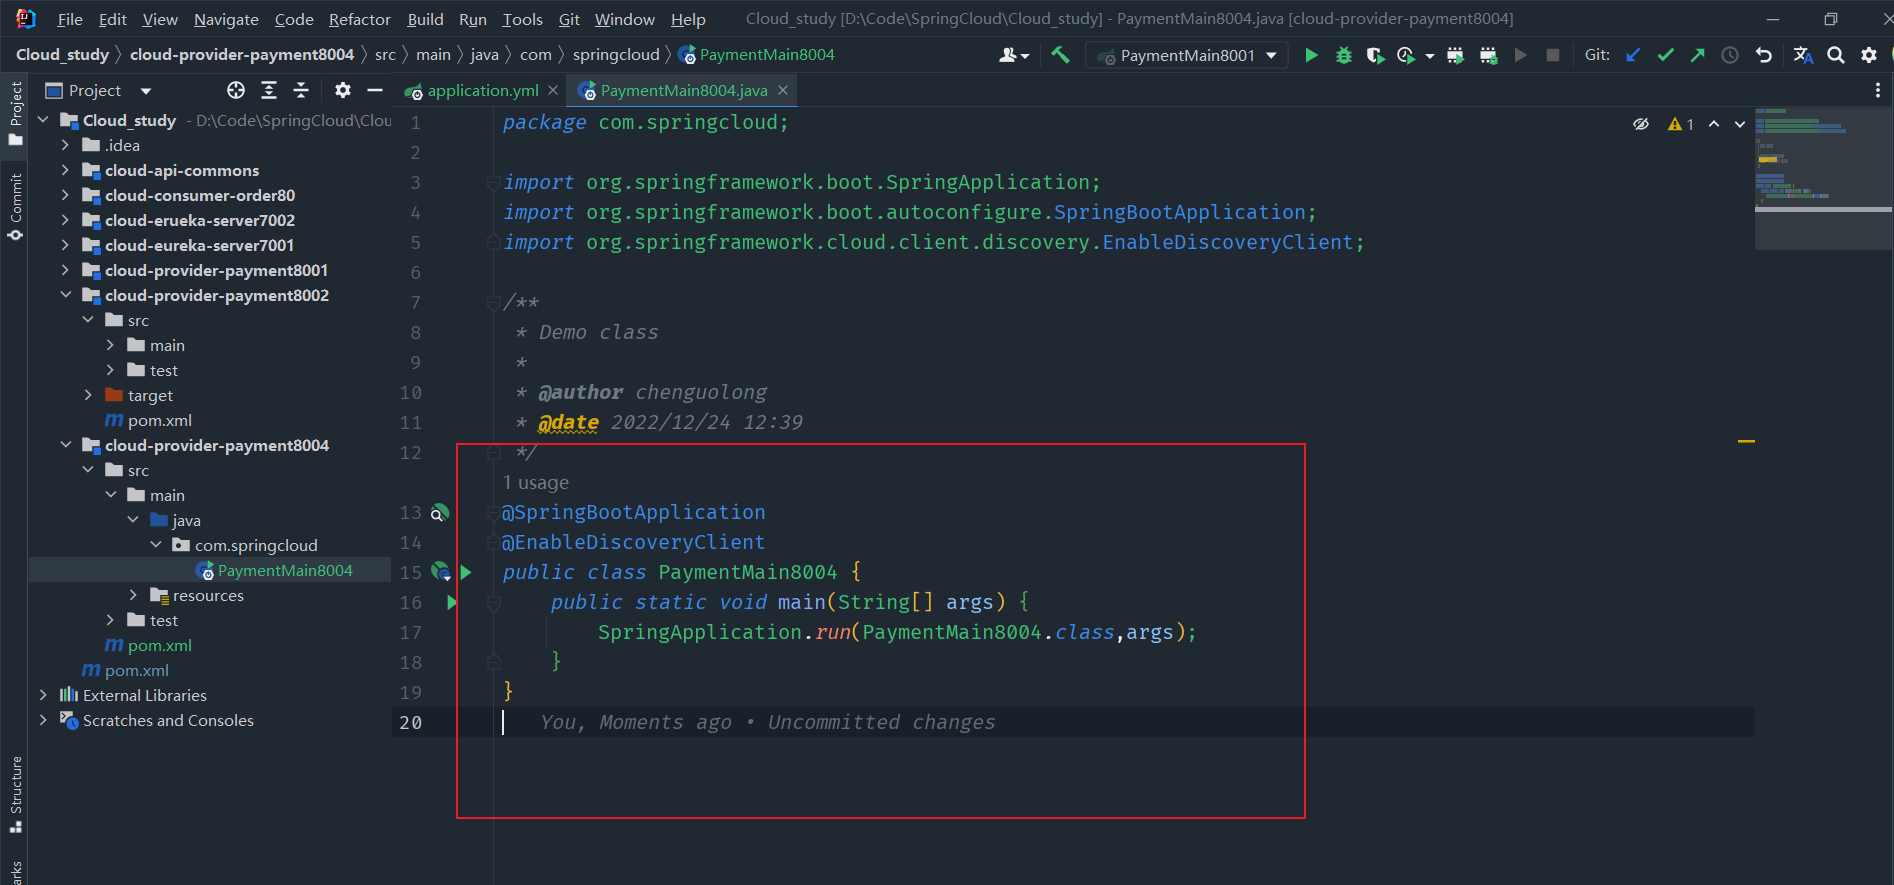 File Edit View Navigate Code Refactor Build Run Tools Git Window Help Cloud_study [D:\Code\SpringCloud\Cloud_study] - PaymentMain8004.java [cloud-provider-payment8004]
Cloud_study cloud-provider-payment8004 src main java com springcloud PaymentMain8004 PaymentMain8001 Git:
Project
Commit
Structure
Project
Cloud_study - D:\Code\SpringCloud\Clou
.idea
cloud-api-commons
cloud-consumer-order80
cloud-erueka-server7002
cloud-eureka-server7001
cloud-provider-payment8001
cloud-provider-payment8002
src
main
test
target
pom.xml
cloud-provider-payment8004
src
main
java
com.springcloud
PaymentMain8004
resources
test
pom.xml
pom.xml
External Libraries
Scratches and Consoles
application.yml PaymentMain8004.java
1 package com.springcloud; 1
2
3 import org.springframework.boot.SpringApplication;
4 import org.springframework.boot.autoconfigure.SpringBootApplication;
5 import org.springframework.cloud.client.discovery.EnableDiscoveryClient;
6
7 /**
8 * Demo class
9 *
10 * @author chenguolong
11 * @date 2022/12/24 12:39
12 */
1 usage
13 @SpringBootApplication
14 @EnableDiscoveryClient
15 public class PaymentMain8004 {
16 public static void main(String[] args) {
17 SpringApplication.run(PaymentMain8004.class,args);
18 }
19 }
20 You, Moments ago • Uncommitted changes